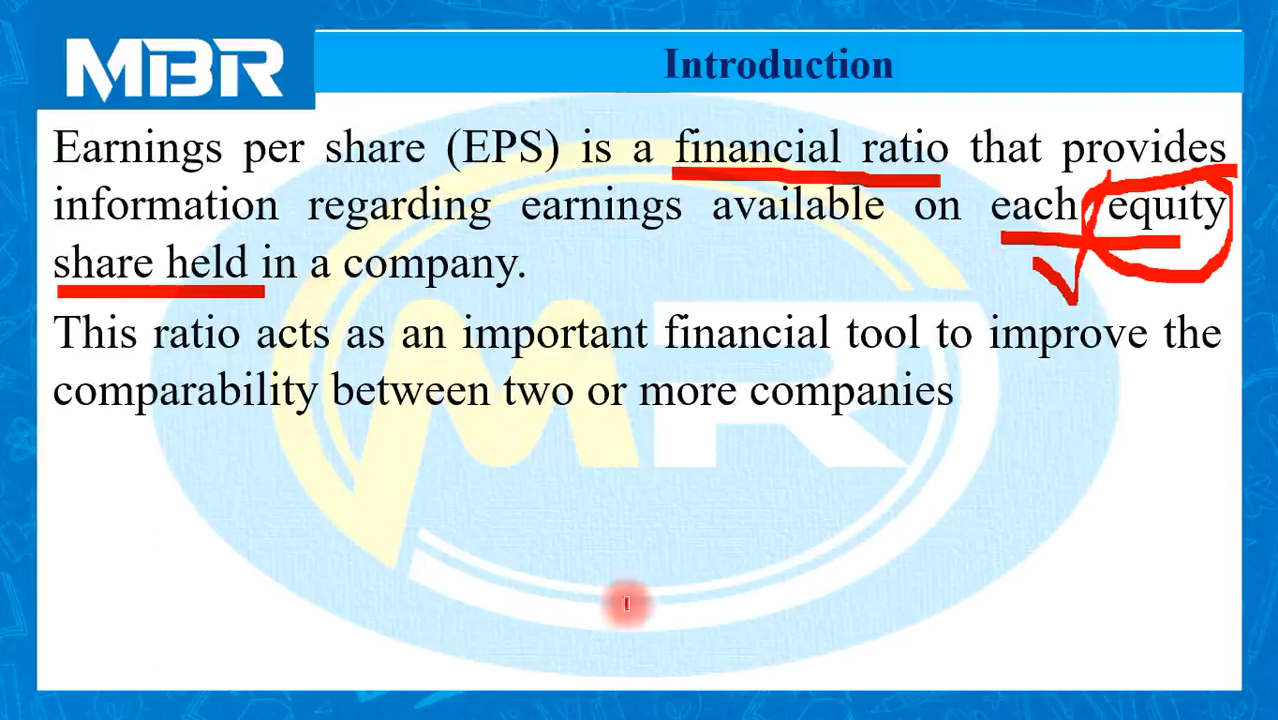 MBR
Introduction
Earnings per share (EPS) is a financial ratio that provides
information regarding earnings available on each equity
share held in a company.
This ratio acts as an important financial tool to improve the
comparability between two or more companies
MR